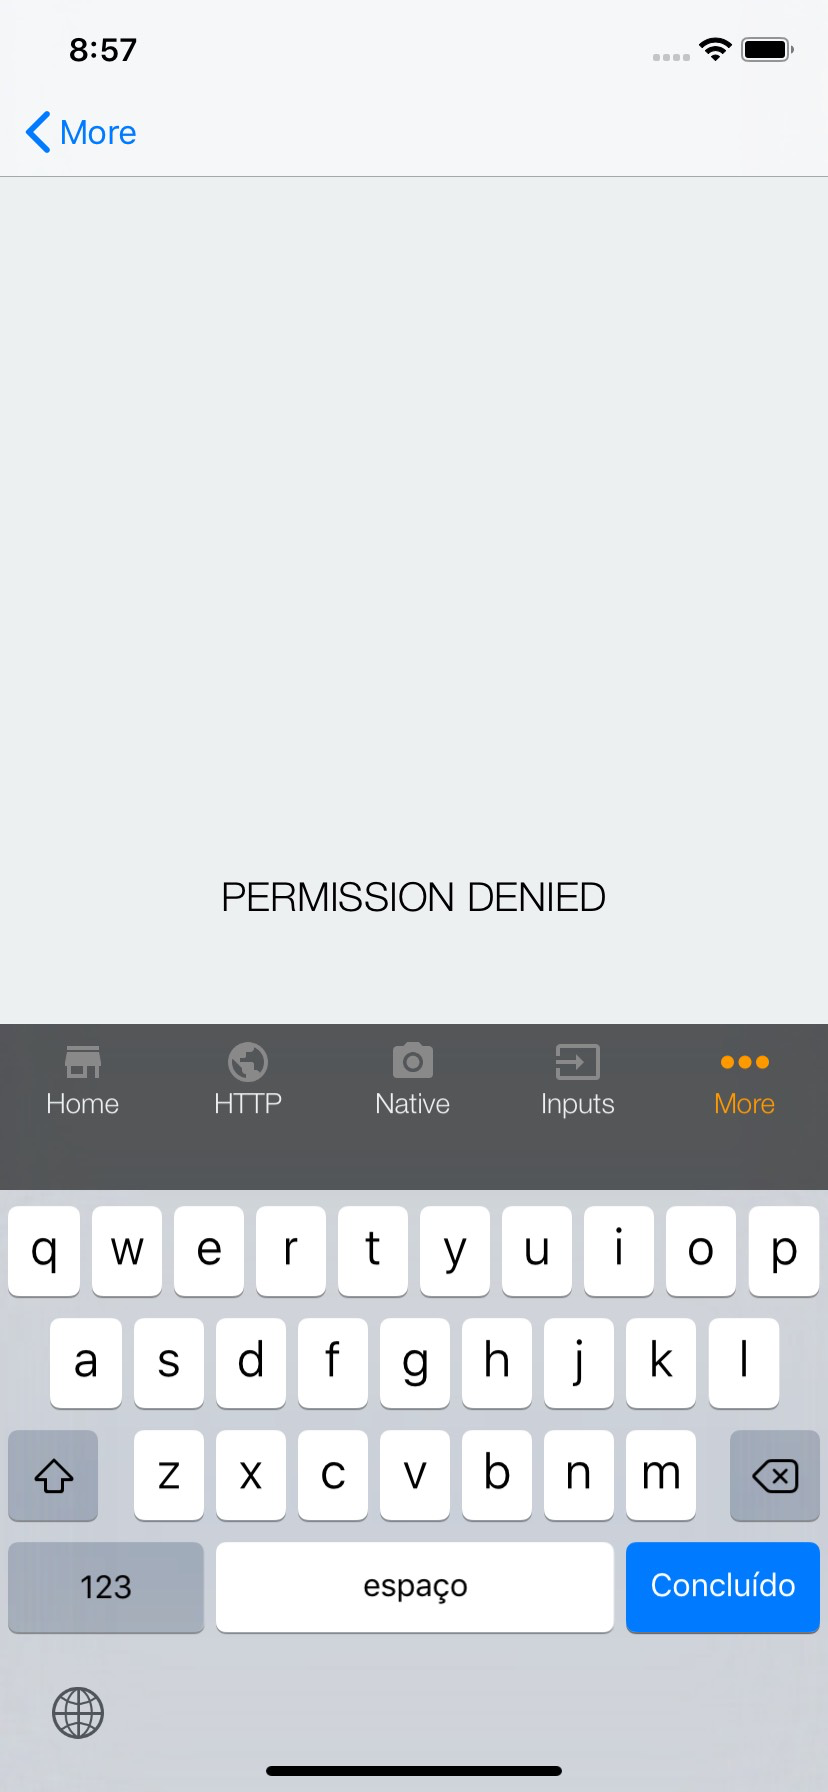 8:57
More
PERMISSION DENIED
Home HTTP Native Inputs More
q w e r t y u i o p
a s d f g h j k l
z x c v b n m
123 espaço Concluído